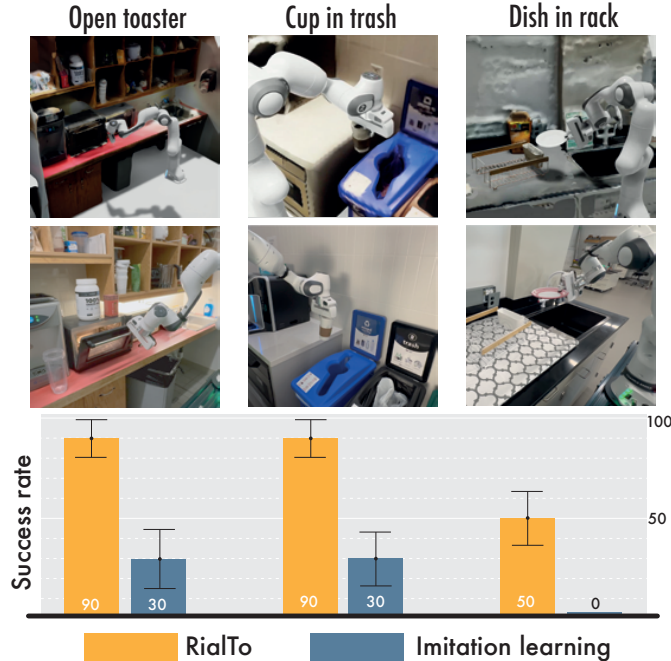 Open toaster
Cup in trash
Dish in rack
trash
100
50
Success rate
90
30
90
30
50
0
RialTo
Imitation learning